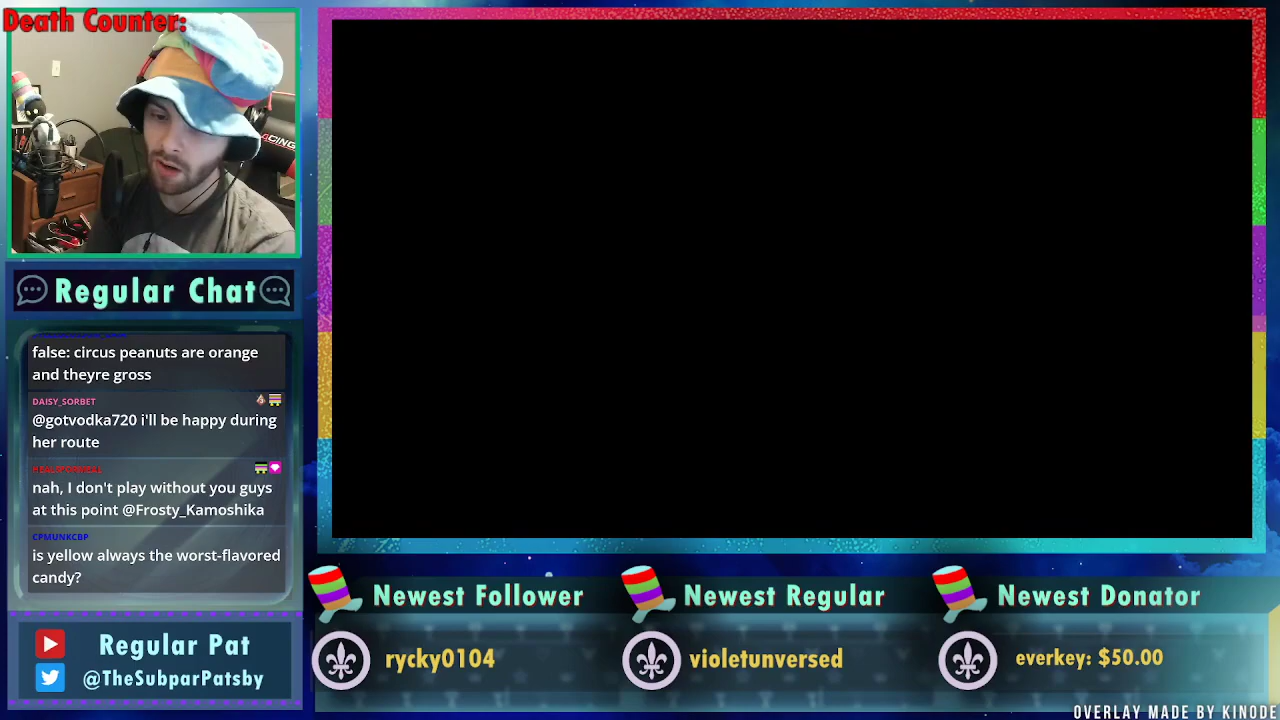 Death Counter:
CING
Regular Chat
false: circus peanuts are orange
and theyre gross
DAISY_SORBET
@gotvodka720 i'll be happy during
her route
nah, I don't play without you guys
at this point @Frosty_Kamoshika
CPMUNKCBP
is yellow always the worst-flavored
candy?
Regular Pat
@TheSubparPatsby
Newest Follower
rycky0104
Newest Regular
violetunversed
Newest Donator
everkey: $50.00
OVERLAY MADE BY KINODE